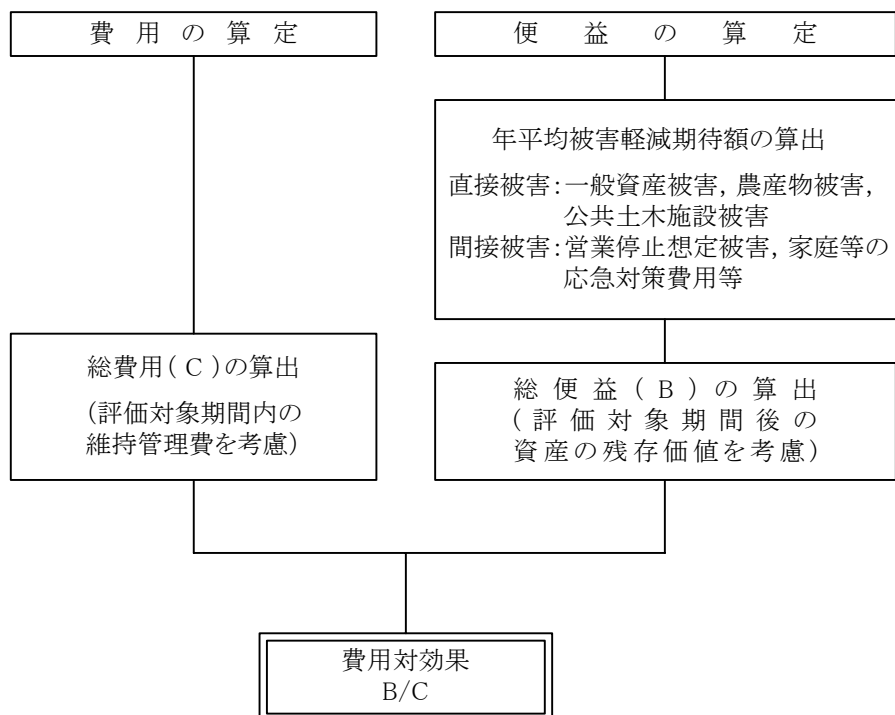 費用の算定
便益の算定
年平均被害軽減期待額の算出
直接被害:一般資産被害, 農産物被害,
公共土木施設被害
間接被害:営業停止想定被害, 家庭等の
応急対策費用等
総費用( C )の算出
(評価対象期間内の
維持管理費を考慮)
総便益( B )の算出
(評価対象期間後の
資産の残存価値を考慮)
費用対効果
B/C